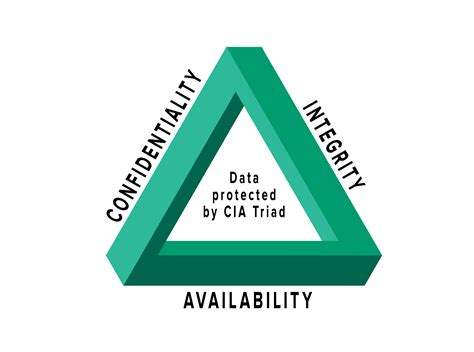 CONFIDENTIALITY
INTEGRITY
Data
protected
by CIA Triad
AVAILABILITY